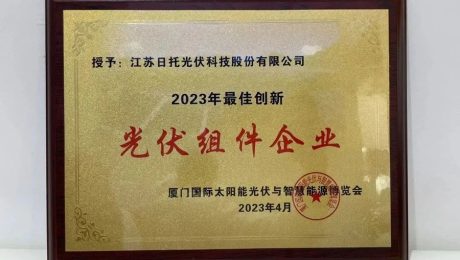 授予：江苏日托光伏科技股份有限公司
2023年最佳创新
光伏组件企业
厦门国际太阳能光伏与智慧能源博览会
2023年4月